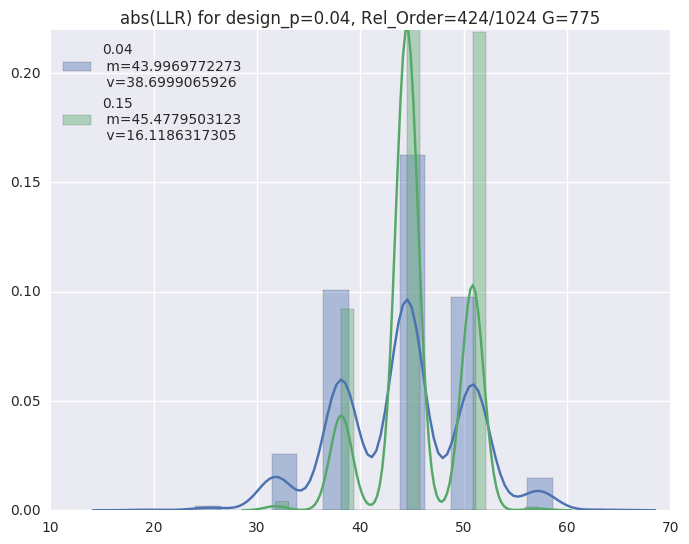 abs(LLR) for design_p=0.04, Rel_Order=424/1024 G=775
0.04
m=43.9969772273
v=38.6999065926
0.15
m=45.4779503123
v=16.1186317305
0.20
0.15
0.10
0.05
0.00
10 20 30 40 50 60 70